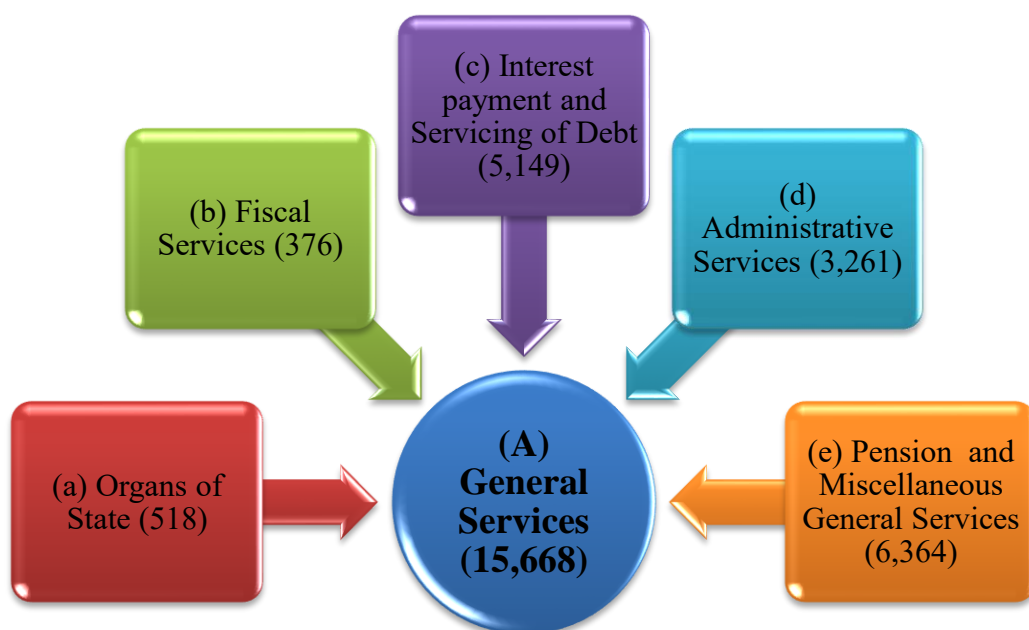 (a) Organs of
State (518)
(b) Fiscal
Services (376)
(c) Interest
payment and
Servicing of Debt
(5,149)
(d)
Administrative
Services (3,261)
(e) Pension and
Miscellaneous
General Services
(6,364)
(A)
General
Services
(15,668)